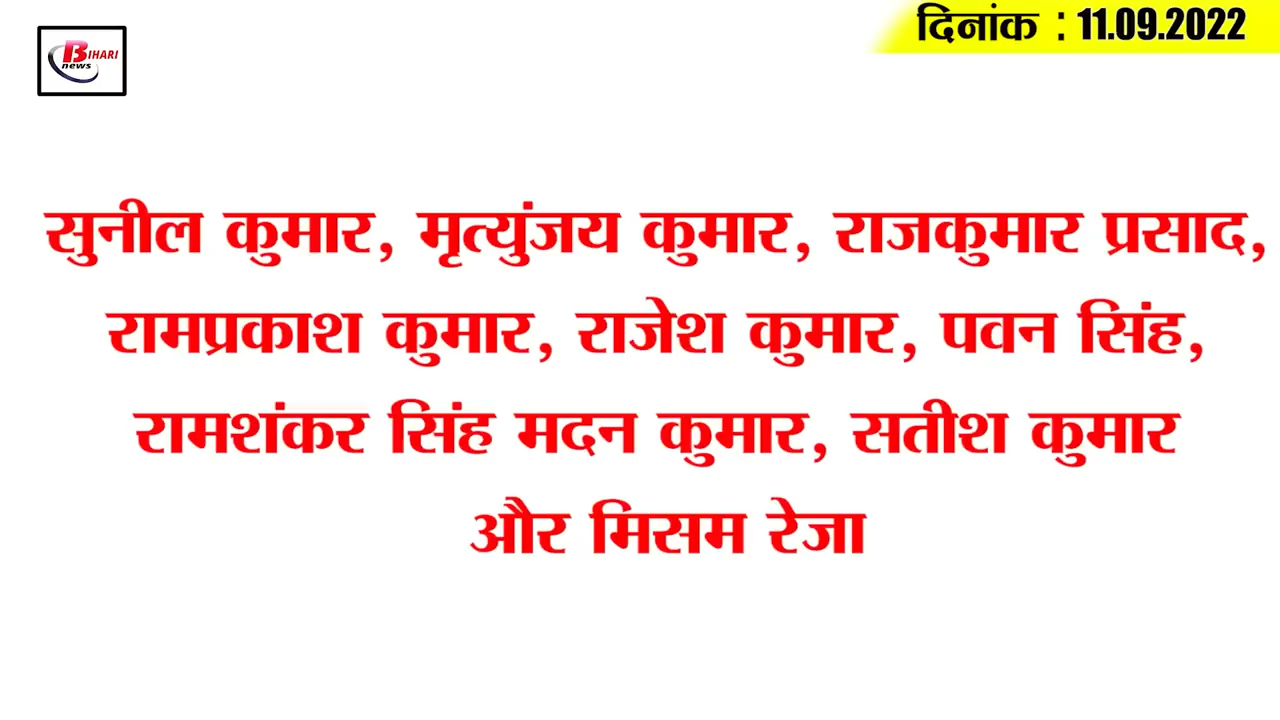 BIHARI
news
दिनांक : 11.09.2022
सुनील कुमार, मृत्युंजय कुमार, राजकुमार प्रसाद,
रामप्रकाश कुमार, राजेश कुमार, पवन सिंह,
रामशंकर सिंह मदन कुमार, सतीश कुमार
और मिसम रेजा